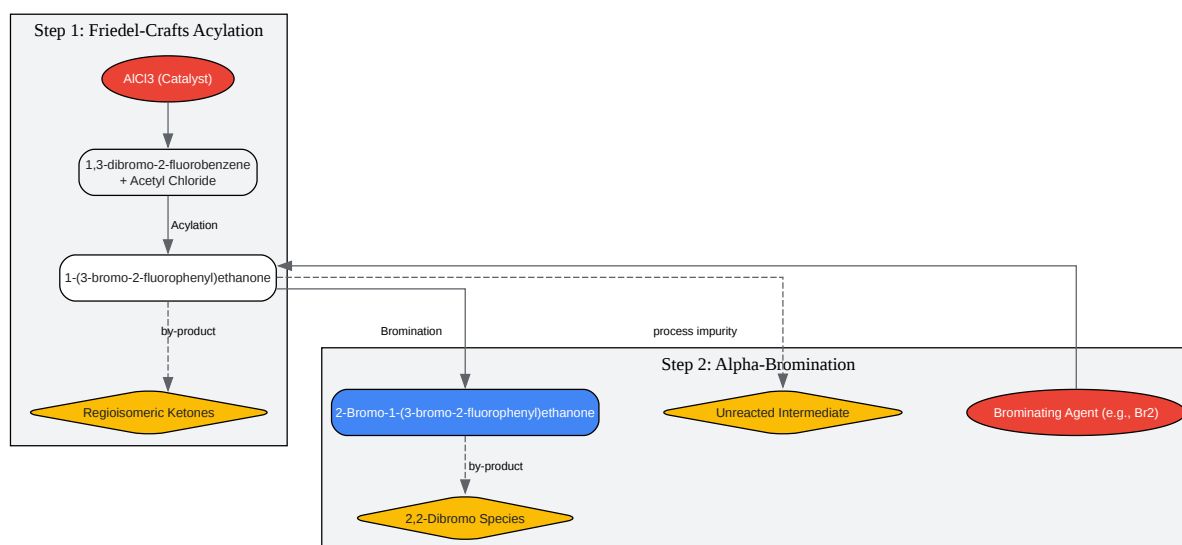 Step 1: Friedel-Crafts Acylation
AlCl3 (Catalyst)
1,3-dibromo-2-fluorobenzene
+ Acetyl Chloride
Acylation
1-(3-bromo-2-fluorophenyl)ethanone
by-product
Regioisomeric Ketones
Bromination
process impurity
Step 2: Alpha-Bromination
2-Bromo-1-(3-bromo-2-fluorophenyl)ethanone
Unreacted Intermediate
Brominating Agent (e.g., Br2)
by-product
2,2-Dibromo Species